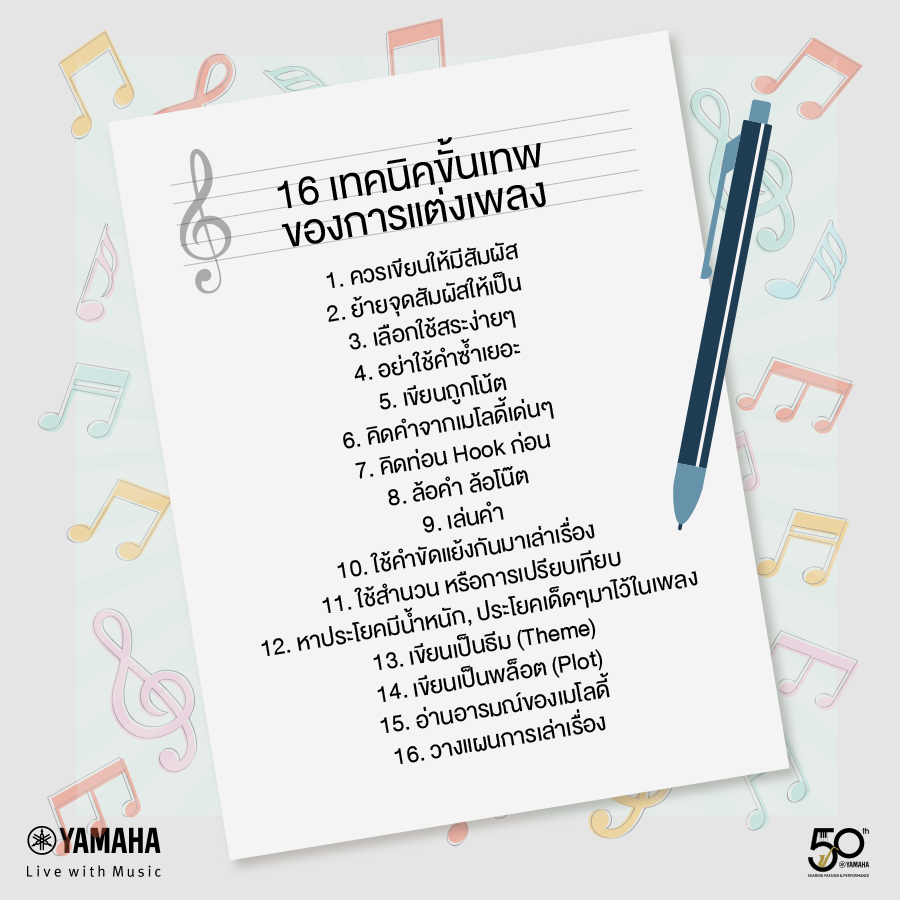 16 เทคนิคขั้นเทพ
ของการแต่งเพลง
1. ควรเขียนให้มีสัมผัส
2. ย้ายจุดสัมผัสให้เป็น
3. เลือกใช้สระง่ายๆ
4. อย่าใช้คำซ้ำเยอะ
5. เขียนถูกโน้ต
6. คิดคำจากเมโลดี้เด่นๆ
7. คิดท่อน Hook ก่อน
8. ล้อคำ ล้อโน๊ต
9. เล่นคำ
10. ใช้คำขัดแย้งกันมาเล่าเรื่อง
11. ใช้สำนวน หรือการเปรียบเทียบ
12. หาประโยคมีน้ำหนัก, ประโยคเด็ดๆมาไว้ในเพลง
13. เขียนเป็นธีม (Theme)
14. เขียนเป็นพล็อต (Plot)
15. อ่านอารมณ์ของเมโลดี้
16. วางแผนการเล่าเรื่อง
YAMAHA
Live with Music
50th
YAMAHA
SHARING PASSION & PERFORMANCE